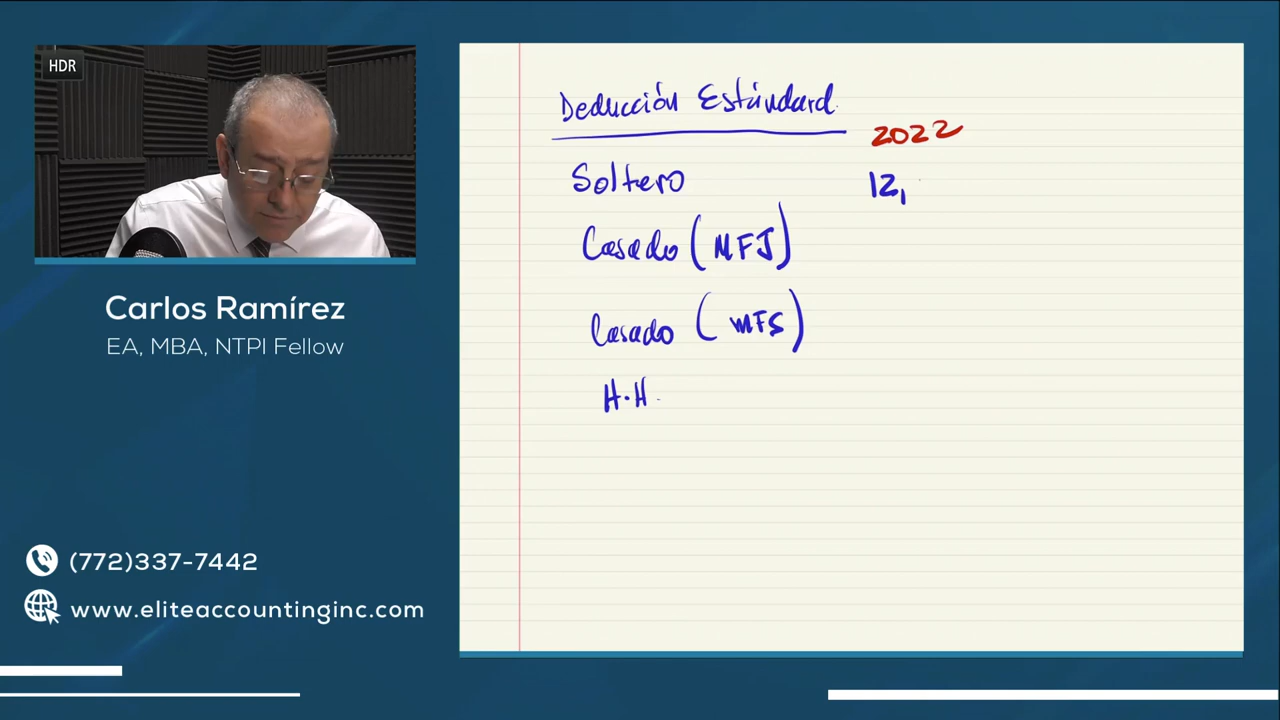 HDR
Carlos Ramírez
EA, MBA, NTPI Fellow
(772)337-7442
www.eliteaccountinginc.com
Deducción Estándard.
2022
Soltero 12,
Casado (MFJ)
Casado (MFS)
H.H.